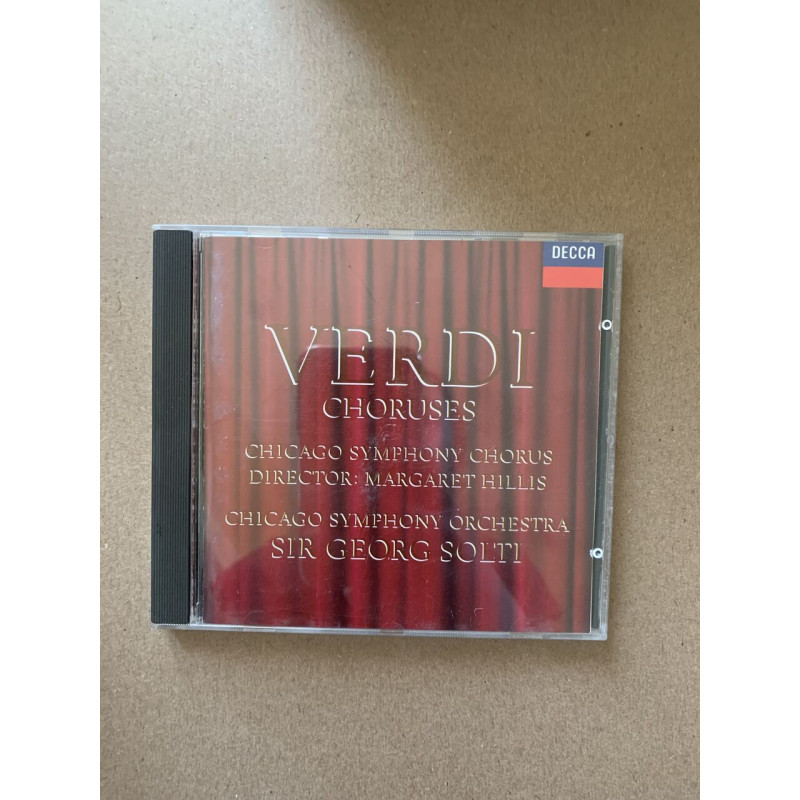 DECCA
VERDI
CHORUSES
CHICAGO SYMPHONY CHORUS
DIRECTOR: MARGARET HILLIS
CHICAGO SYMPHONY ORCHESTRA
SIR GEORG SOLTI